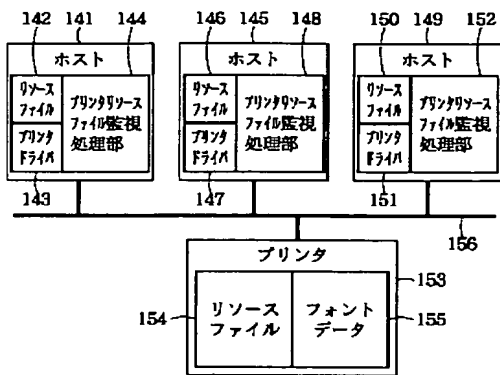 142 141 144
ホスト
リソース
ファイル
プリンタ
ドライバ
プリンタリソース
ファイル監視
処理部
143
146 145 148
ホスト
リソース
ファイル
プリンタ
ドライバ
プリンタリソース
ファイル監視
処理部
147
150 149 152
ホスト
リソース
ファイル
プリンタ
ドライバ
プリンタリソース
ファイル監視
処理部
151
156
プリンタ
153
154
リソース
ファイル
フォント
データ
155